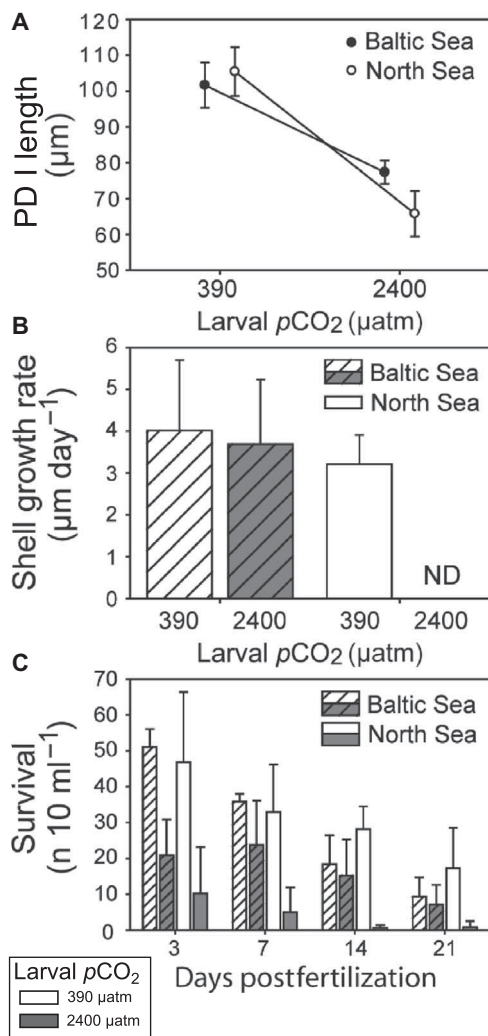 A
120
110
100
90
80
70
60
50
PD I length
(μm)
Baltic Sea
North Sea
390
2400
Larval pCO2 (μatm)
B
6
5
4
3
2
1
0
Shell growth rate
(μm day−1)
Baltic Sea
North Sea
ND
390
2400
390
2400
Larval pCO2 (μatm)
C
70
60
50
40
30
20
10
0
Survival
(n 10 ml−1)
Baltic Sea
North Sea
3
7
14
21
Days postfertilization
Larval pCO2
390 μatm
2400 μatm